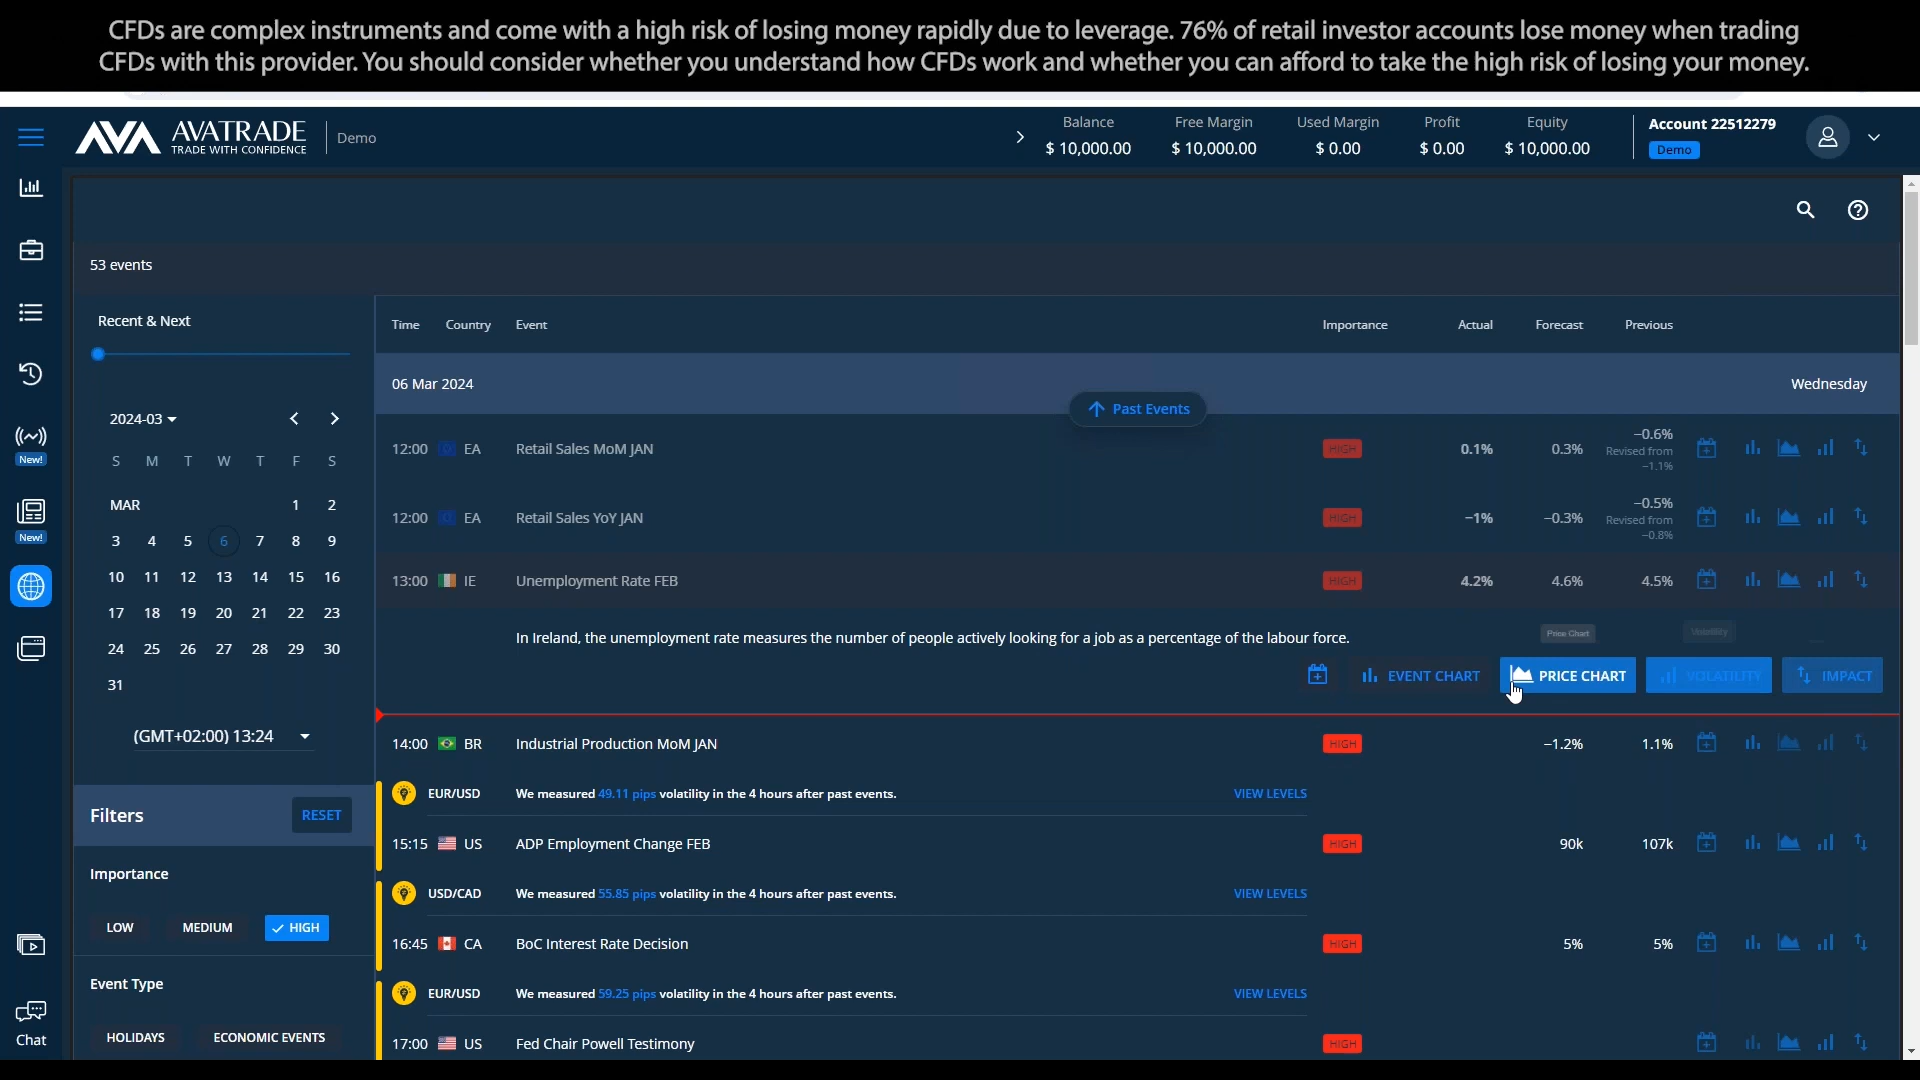 CFDs are complex instruments and come with a high risk of losing money rapidly due to leverage. 76% of retail investor accounts lose money when trading
CFDs with this provider. You should consider whether you understand how CFDs work and whether you can afford to take the high risk of losing your money.
AVATRADE
TRADE WITH CONFIDENCE
Demo
Balance Free Margin Used Margin Profit Equity
$ 10,000.00 $ 10,000.00 $ 0.00 $ 0.00 $ 10,000.00
Account 22512279
Demo
53 events
Recent & Next
2024-03
S M T W T F S
MAR 1 2
3 4 5 6 7 8 9
10 11 12 13 14 15 16
17 18 19 20 21 22 23
24 25 26 27 28 29 30
31
(GMT+02:00) 13:24
Filters RESET
Importance
LOW MEDIUM HIGH
Event Type
HOLIDAYS ECONOMIC EVENTS
New!
New!
Chat
Time Country Event Importance Actual Forecast Previous
06 Mar 2024 Wednesday
Past Events
12:00 EA Retail Sales MoM JAN HIGH 0.1% 0.3% −0.6%
Revised from
−1.1%
12:00 EA Retail Sales YoY JAN HIGH −1% −0.3% −0.5%
Revised from
−0.8%
13:00 IE Unemployment Rate FEB HIGH 4.2% 4.6% 4.5%
In Ireland, the unemployment rate measures the number of people actively looking for a job as a percentage of the labour force.
Price Chart Volatility
EVENT CHART PRICE CHART VOLATILITY IMPACT
14:00 BR Industrial Production MoM JAN HIGH −1.2% 1.1%
EUR/USD We measured 49.11 pips volatility in the 4 hours after past events. VIEW LEVELS
15:15 US ADP Employment Change FEB HIGH 90k 107k
USD/CAD We measured 55.85 pips volatility in the 4 hours after past events. VIEW LEVELS
16:45 CA BoC Interest Rate Decision HIGH 5% 5%
EUR/USD We measured 59.25 pips volatility in the 4 hours after past events. VIEW LEVELS
17:00 US Fed Chair Powell Testimony HIGH